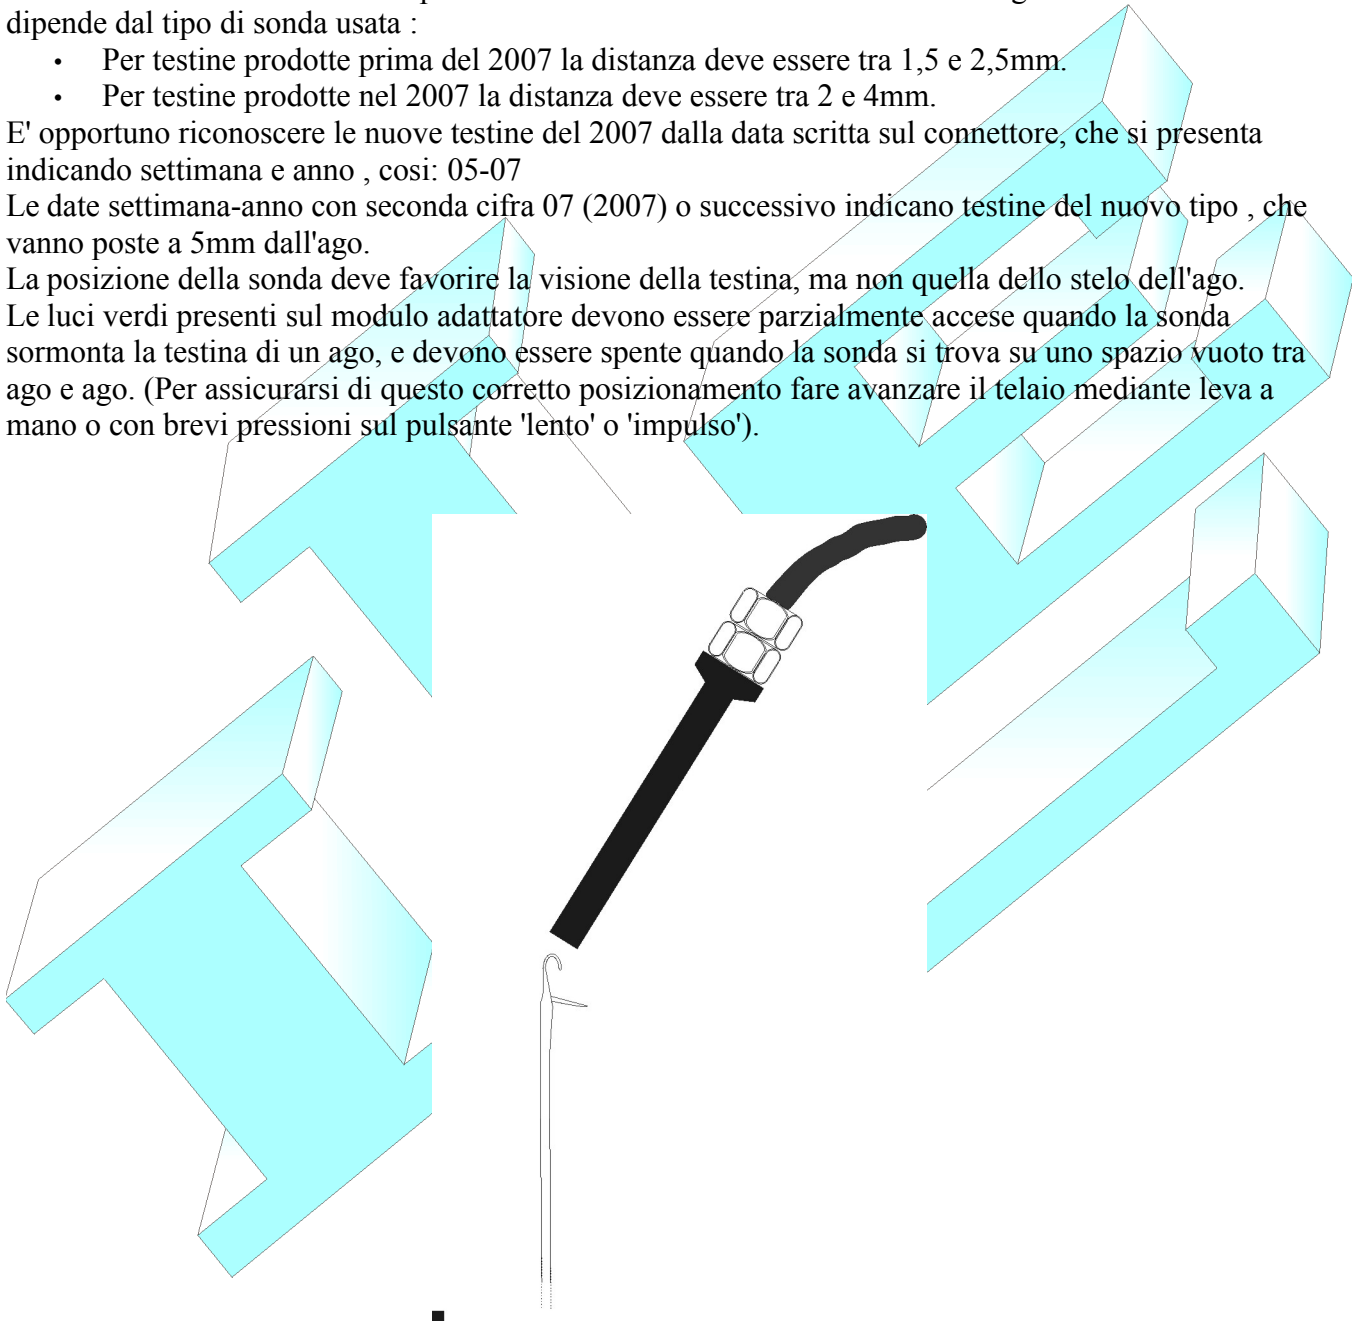 dipende dal tipo di sonda usata :
• Per testine prodotte prima del 2007 la distanza deve essere tra 1,5 e 2,5mm.
• Per testine prodotte nel 2007 la distanza deve essere tra 2 e 4mm.
E' opportuno riconoscere le nuove testine del 2007 dalla data scritta sul connettore, che si presenta
indicando settimana e anno , cosi: 05-07
Le date settimana-anno con seconda cifra 07 (2007) o successivo indicano testine del nuovo tipo , che
vanno poste a 5mm dall'ago.
La posizione della sonda deve favorire la visione della testina, ma non quella dello stelo dell'ago.
Le luci verdi presenti sul modulo adattatore devono essere parzialmente accese quando la sonda
sormonta la testina di un ago, e devono essere spente quando la sonda si trova su uno spazio vuoto tra
ago e ago. (Per assicurarsi di questo corretto posizionamento fare avanzare il telaio mediante leva a
mano o con brevi pressioni sul pulsante 'lento' o 'impulso').